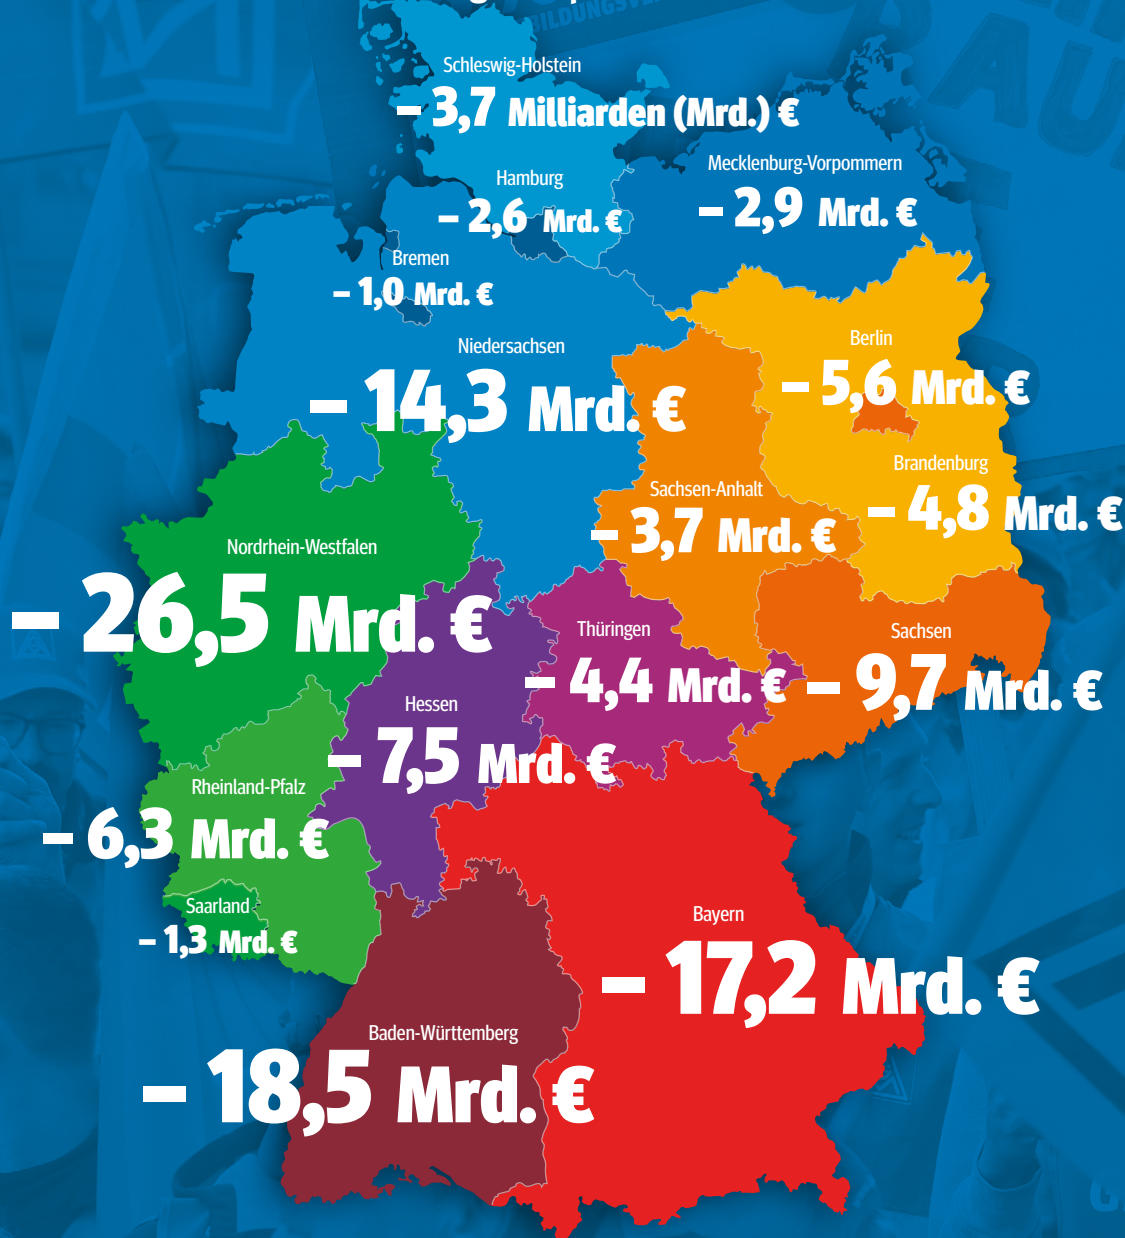 Schleswig-Holstein
– 3,7 Milliarden (Mrd.) €
Mecklenburg-Vorpommern
– 2,9 Mrd. €
Hamburg
– 2,6 Mrd. €
Bremen
– 1,0 Mrd. €
Niedersachsen
– 14,3 Mrd. €
Berlin
– 5,6 Mrd. €
Brandenburg
– 4,8 Mrd. €
Sachsen-Anhalt
– 3,7 Mrd. €
Nordrhein-Westfalen
– 26,5 Mrd. €
Thüringen
– 4,4 Mrd. €
Sachsen
– 9,7 Mrd. €
Hessen
– 7,5 Mrd. €
Rheinland-Pfalz
– 6,3 Mrd. €
Saarland
– 1,3 Mrd. €
Bayern
– 17,2 Mrd. €
Baden-Württemberg
– 18,5 Mrd. €